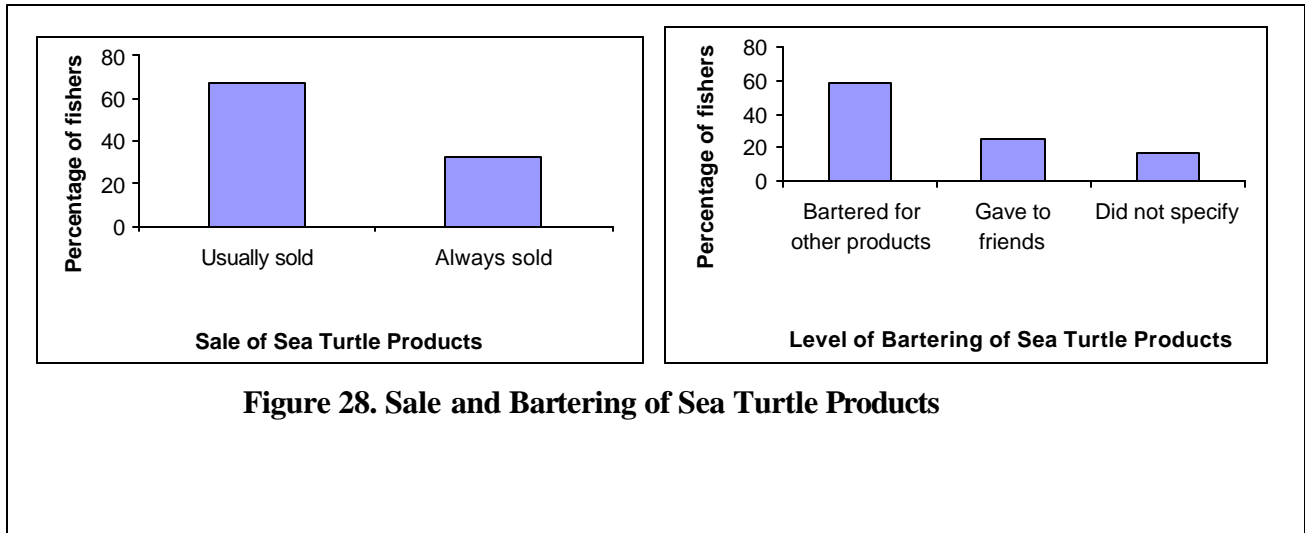 Percentage of fishers
80
60
40
20
0
Usually sold Always sold
Sale of Sea Turtle Products
Percentage of fishers
80
60
40
20
0
Bartered for
other products
Gave to
friends
Did not specify
Level of Bartering of Sea Turtle Products
Figure 28. Sale and Bartering of Sea Turtle Products